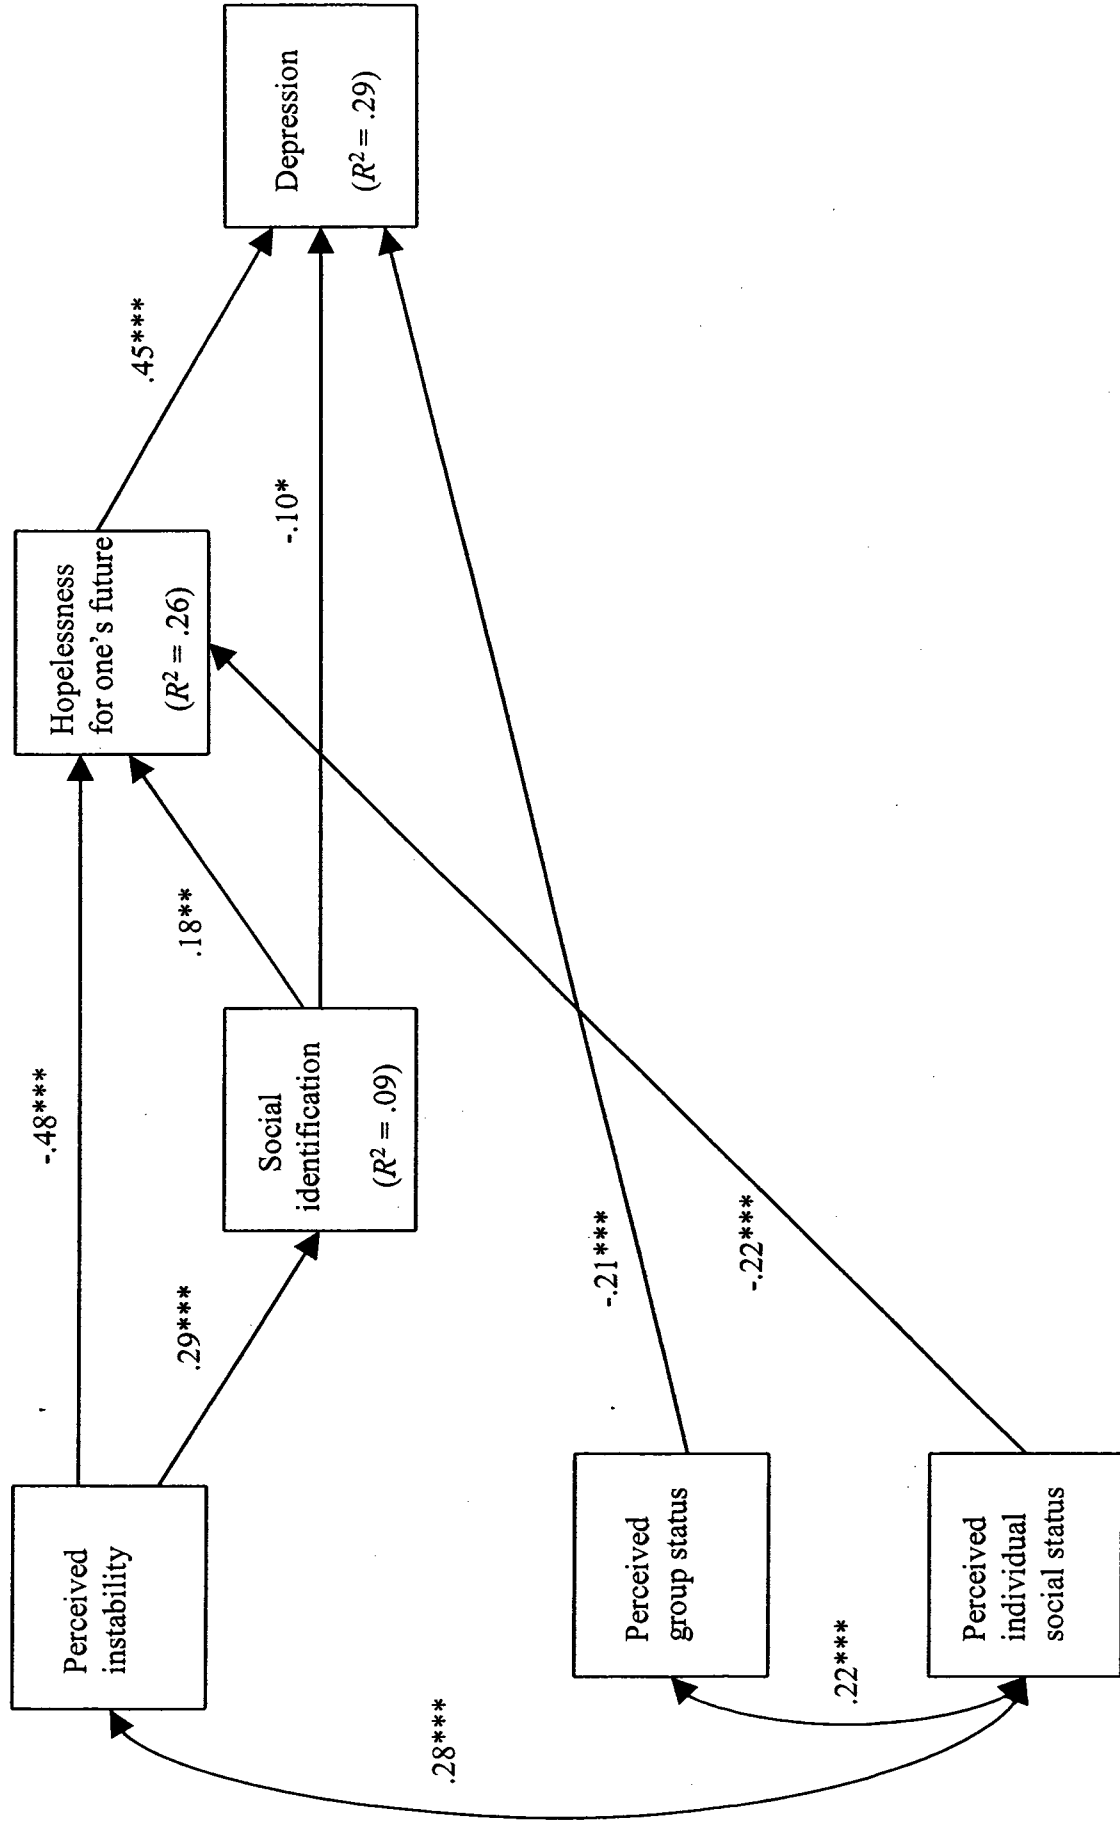 Perceived
instability
-.48***
Hopelessness
for one's future
(R² = .26)
.29***
.18**
.45***
Social
identification
(R² = .09)
-.10*
Depression
(R² = .29)
.28***
Perceived
group status
-.21***
.22***
Perceived
individual
social status
-.22***